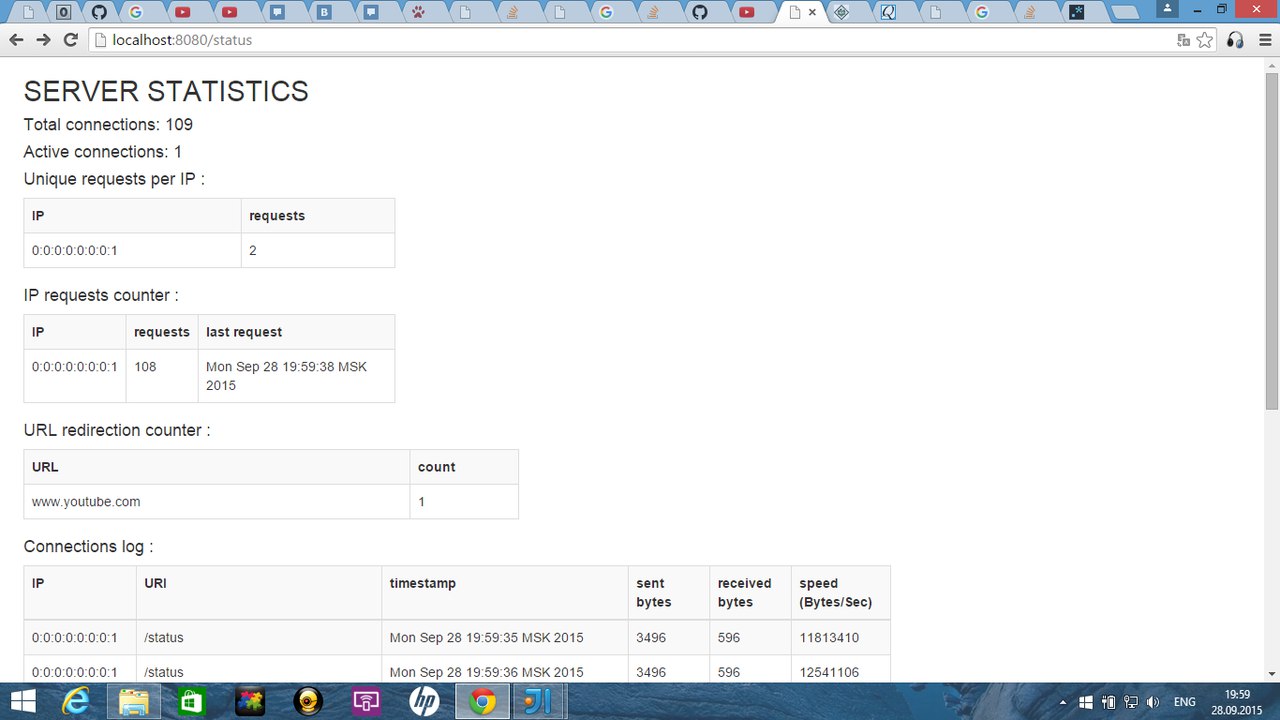 localhost:8080/status
SERVER STATISTICS
Total connections: 109
Active connections: 1
Unique requests per IP :
IP requests
0:0:0:0:0:0:0:1 2
IP requests counter :
IP requests last request
0:0:0:0:0:0:0:1 108 Mon Sep 28 19:59:38 MSK
2015
URL redirection counter :
URL count
www.youtube.com 1
Connections log :
IP URI timestamp sent received speed
bytes bytes (Bytes/Sec)
0:0:0:0:0:0:0:1 /status Mon Sep 28 19:59:35 MSK 2015 3496 596 11813410
0:0:0:0:0:0:0:1 /status Mon Sep 28 19:59:36 MSK 2015 3496 596 12541106
ENG 19:59
28.09.2015